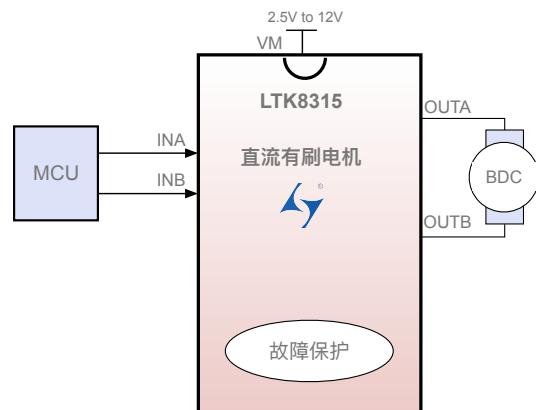 2.5V to 12V
VM
LTK8315
OUTA
INA
直流有刷电机
MCU
BDC
®
INB
OUTB
故障保护